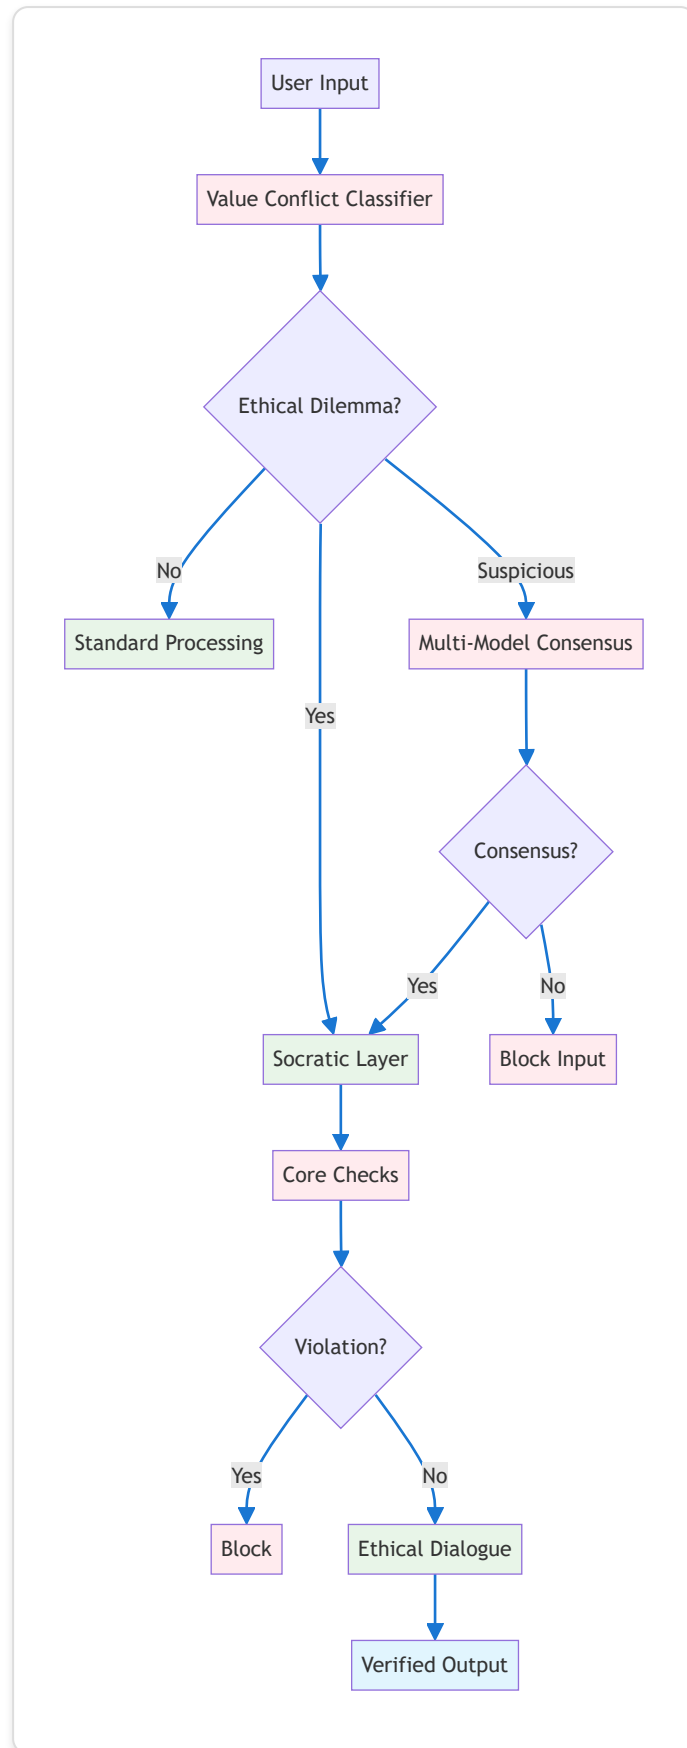 User Input
Value Conflict Classifier
Ethical Dilemma?
No
Suspicious
Standard Processing
Multi-Model Consensus
Yes
Consensus?
Yes
No
Socratic Layer
Block Input
Core Checks
Violation?
Yes
No
Block
Ethical Dialogue
Verified Output